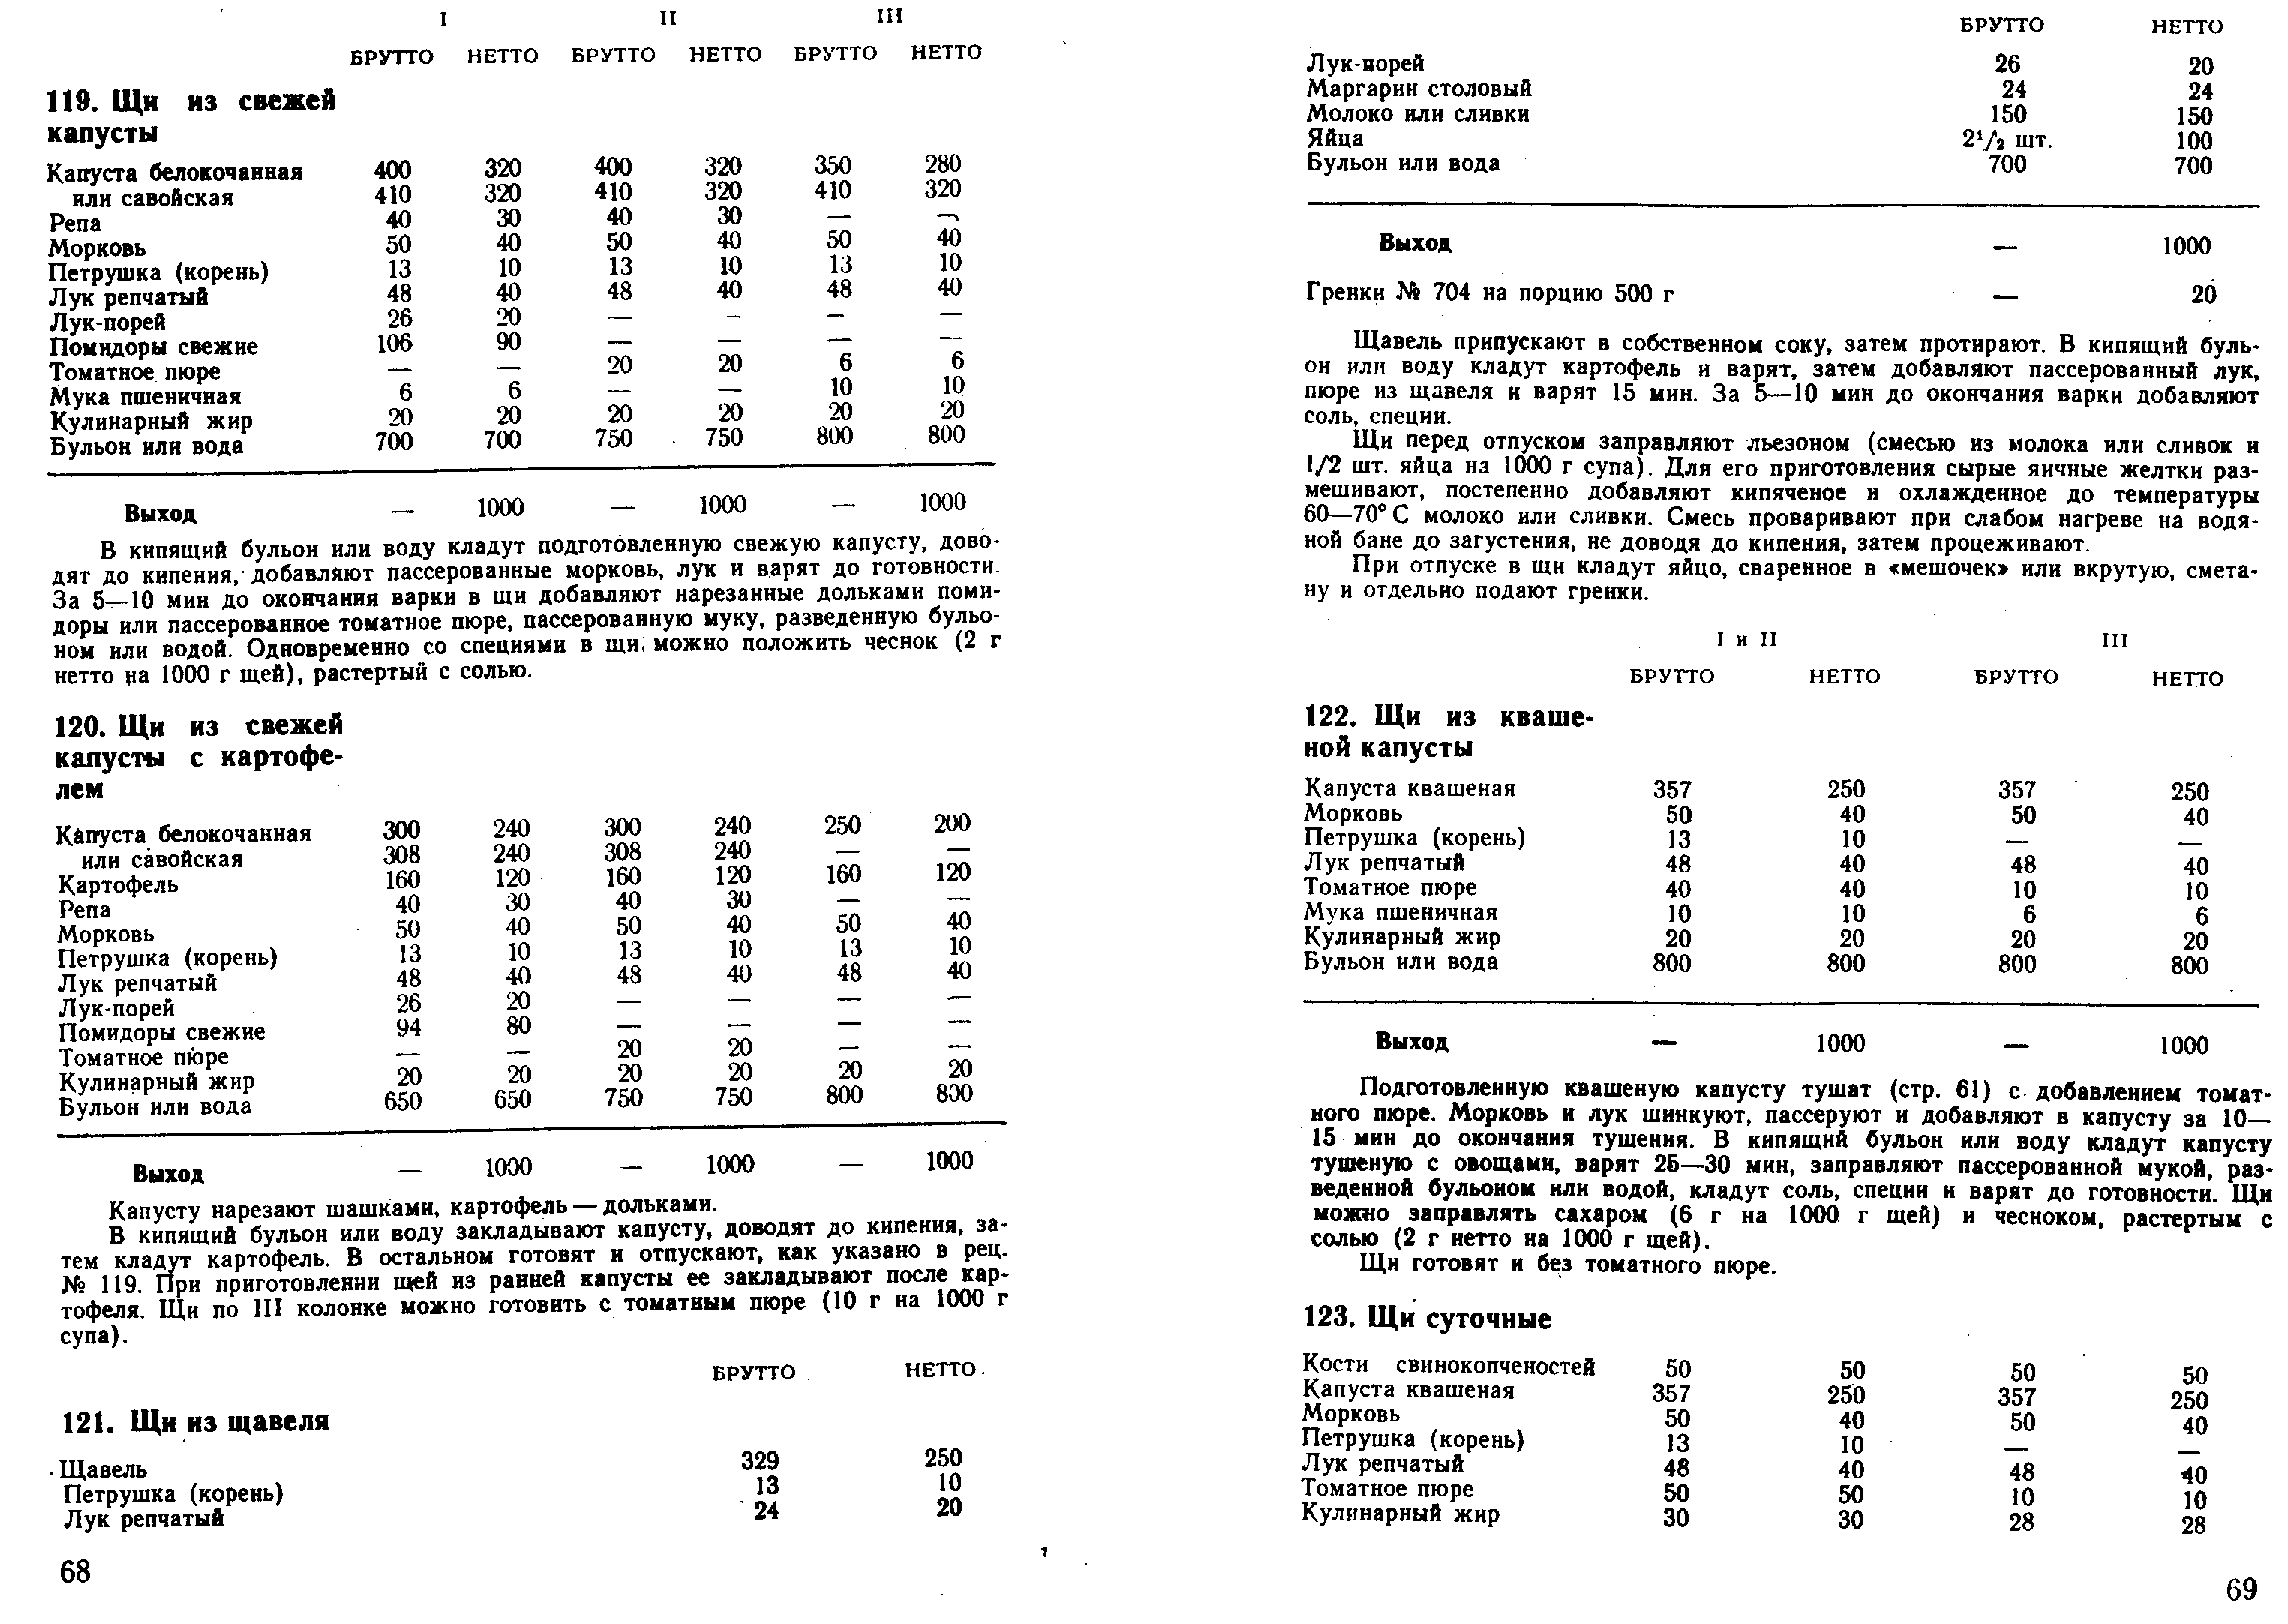 I II III
БРУТТО НЕТТО БРУТТО НЕТТО БРУТТО НЕТТО
119. Щи из свежей
капусты
Капуста белокочанная 400 320 400 320 350 280
или савойская 410 320 410 320 410 320
Репа 40 30 40 30 — —
Морковь 50 40 50 40 50 40
Петрушка (корень) 13 10 13 10 13 10
Лук репчатый 48 40 48 40 48 40
Лук-порей 26 20 — — — —
Помидоры свежие 106 90 — — — —
Томатное пюре — — 20 20 6 6
Мука пшеничная 6 6 — — 10 10
Кулинарный жир 20 20 20 20 20 20
Бульон или вода 700 700 750 750 800 800
Выход — 1000 — 1000 — 1000
В кипящий бульон или воду кладут подготовленную свежую капусту, дово-
дят до кипения, добавляют пассерованные морковь, лук и варят до готовности.
За 5—10 мин до окончания варки в щи добавляют нарезанные дольками поми-
доры или пассерованное томатное пюре, пассерованную муку, разведенную бульо-
ном или водой. Одновременно со специями в щи можно положить чеснок (2 г
нетто на 1000 г щей), растертый с солью.
120. Щи из свежей
капусты с картофе-
лем
Капуста белокочанная 300 240 300 240 250 200
или савойская 308 240 308 240 — —
Картофель 160 120 160 120 160 120
Репа 40 30 40 30 — —
Морковь 50 40 50 40 50 40
Петрушка (корень) 13 10 13 10 13 10
Лук репчатый 48 40 48 40 48 40
Лук-порей 26 20 — — — —
Помидоры свежие 94 80 — — — —
Томатное пюре — — 20 20 — —
Кулинарный жир 20 20 20 20 20 20
Бульон или вода 650 650 750 750 800 800
Выход — 1000 — 1000 — 1000
Капусту нарезают шашками, картофель — дольками.
В кипящий бульон или воду закладывают капусту, доводят до кипения, за-
тем кладут картофель. В остальном готовят и отпускают, как указано в рец.
№ 119. При приготовлении щей из ранней капусты ее закладывают после кар-
тофеля. Щи по III колонке можно готовить с томатным пюре (10 г на 1000 г
супа).
БРУТТО НЕТТО
121. Щи из щавеля
Щавель 329 250
Петрушка (корень) 13 10
Лук репчатый 24 20
68
БРУТТО НЕТТО
Лук-порей 26 20
Маргарин столовый 24 24
Молоко или сливки 150 150
Яйца 2¹/₂ шт. 100
Бульон или вода 700 700
Выход — 1000
Гренки № 704 на порцию 500 г — 20
Щавель припускают в собственном соку, затем протирают. В кипящий буль-
он или воду кладут картофель и варят, затем добавляют пассерованный лук,
пюре из щавеля и варят 15 мин. За 5—10 мин до окончания варки добавляют
соль, специи.
Щи перед отпуском заправляют льезоном (смесью из молока или сливок и
1/2 шт. яйца на 1000 г супа). Для его приготовления сырые яичные желтки раз-
мешивают, постепенно добавляют кипяченое и охлажденное до температуры
60—70° С молоко или сливки. Смесь проваривают при слабом нагреве на водя-
ной бане до загустения, не доводя до кипения, затем процеживают.
При отпуске в щи кладут яйцо, сваренное в «мешочек» или вкрутую, смета-
ну и отдельно подают гренки.
I и II III
БРУТТО НЕТТО БРУТТО НЕТТО
122. Щи из кваше-
ной капусты
Капуста квашеная 357 250 357 250
Морковь 50 40 50 40
Петрушка (корень) 13 10 — —
Лук репчатый 48 40 48 40
Томатное пюре 40 40 10 10
Мука пшеничная 10 10 6 6
Кулинарный жир 20 20 20 20
Бульон или вода 800 800 800 800
Выход — 1000 — 1000
Подготовленную квашеную капусту тушат (стр. 61) с добавлением томат-
ного пюре. Морковь и лук шинкуют, пассеруют и добавляют в капусту за 10—
15 мин до окончания тушения. В кипящий бульон или воду кладут капусту
тушеную с овощами, варят 25—30 мин, заправляют пассерованной мукой, раз-
веденной бульоном или водой, кладут соль, специи и варят до готовности. Щи
можно заправлять сахаром (6 г на 1000 г щей) и чесноком, растертым с
солью (2 г нетто на 1000 г щей).
Щи готовят и без томатного пюре.
123. Щи суточные
Кости свинокопченостей 50 50 50 50
Капуста квашеная 357 250 357 250
Морковь 50 40 50 40
Петрушка (корень) 13 10 — —
Лук репчатый 48 40 48 40
Томатное пюре 50 50 10 10
Кулинарный жир 30 30 28 28
69